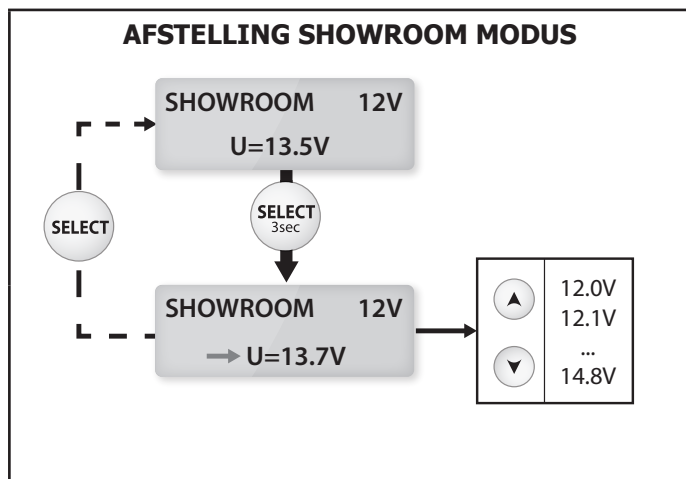 AFSTELLING SHOWROOM MODUS
SHOWROOM 12V
U=13.5V
SELECT
SELECT
3sec
SHOWROOM 12V
U=13.7V
12.0V
12.1V
...
14.8V